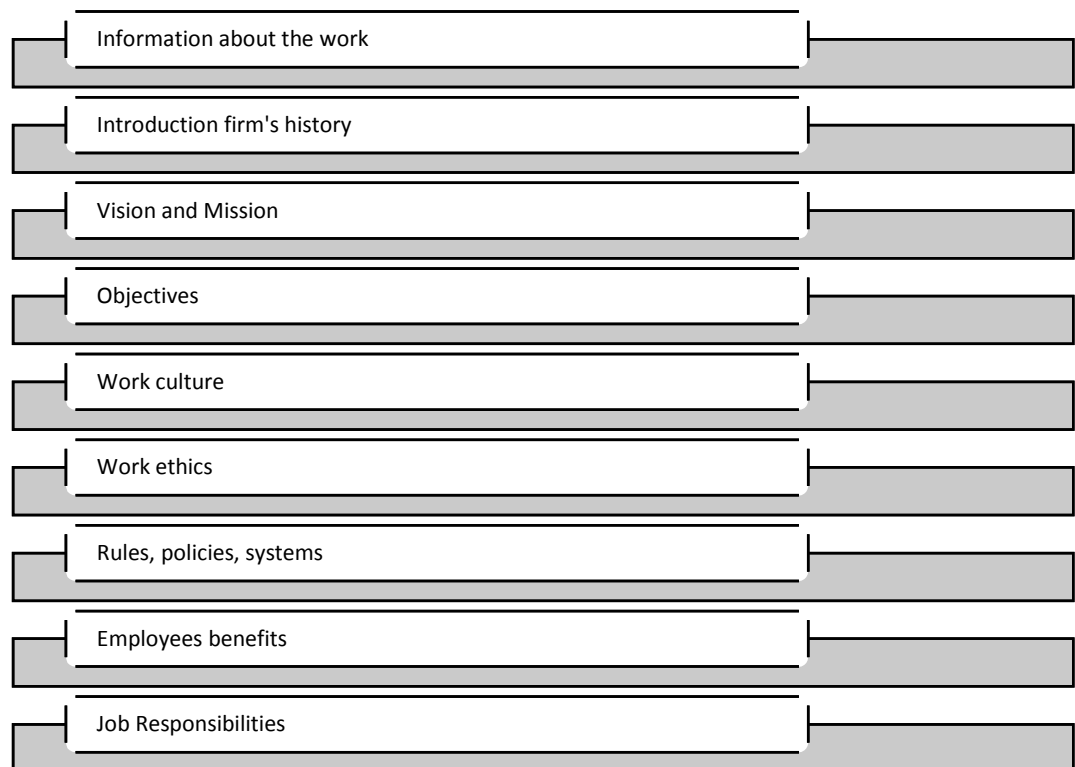 Information about the work
Introduction firm's history
Vision and Mission
Objectives
Work culture
Work ethics
Rules, policies, systems
Employees benefits
Job Responsibilities